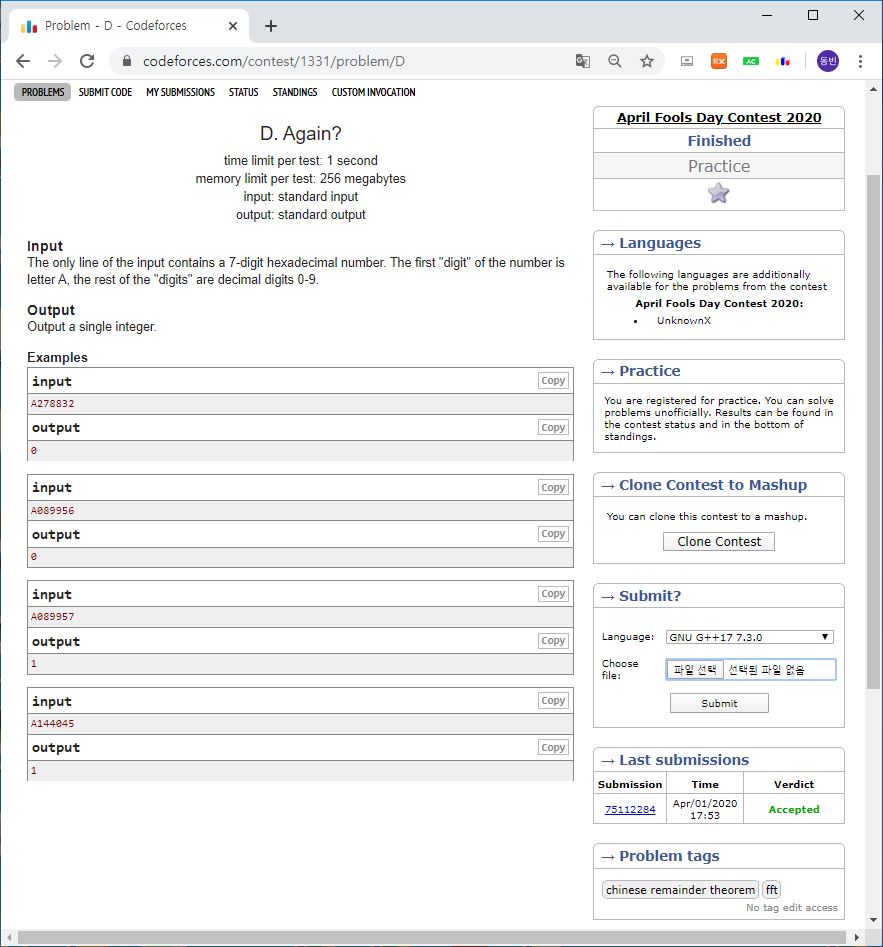 Problem - D - Codeforces
codeforces.com/contest/1331/problem/D
동빈
PROBLEMS SUBMIT CODE MY SUBMISSIONS STATUS STANDINGS CUSTOM INVOCATION
D. Again?
time limit per test: 1 second
memory limit per test: 256 megabytes
input: standard input
output: standard output
Input
The only line of the input contains a 7-digit hexadecimal number. The first "digit" of the number is
letter A, the rest of the "digits" are decimal digits 0-9.
Output
Output a single integer.
Examples
input Copy
A278832
output Copy
0
input Copy
A089956
output Copy
0
input Copy
A089957
output Copy
1
input Copy
A144045
output Copy
1
April Fools Day Contest 2020
Finished
Practice
→ Languages
The following languages are additionally
available for the problems from the contest
April Fools Day Contest 2020:
• UnknownX
→ Practice
You are registered for practice. You can solve
problems unofficially. Results can be found in
the contest status and in the bottom of
standings.
→ Clone Contest to Mashup
You can clone this contest to a mashup.
Clone Contest
→ Submit?
Language: GNU G++17 7.3.0
Choose
file: 파일 선택 선택된 파일 없음
Submit
→ Last submissions
Submission Time Verdict
75112284 Apr/01/2020
17:53 Accepted
→ Problem tags
chinese remainder theorem fft
No tag edit access